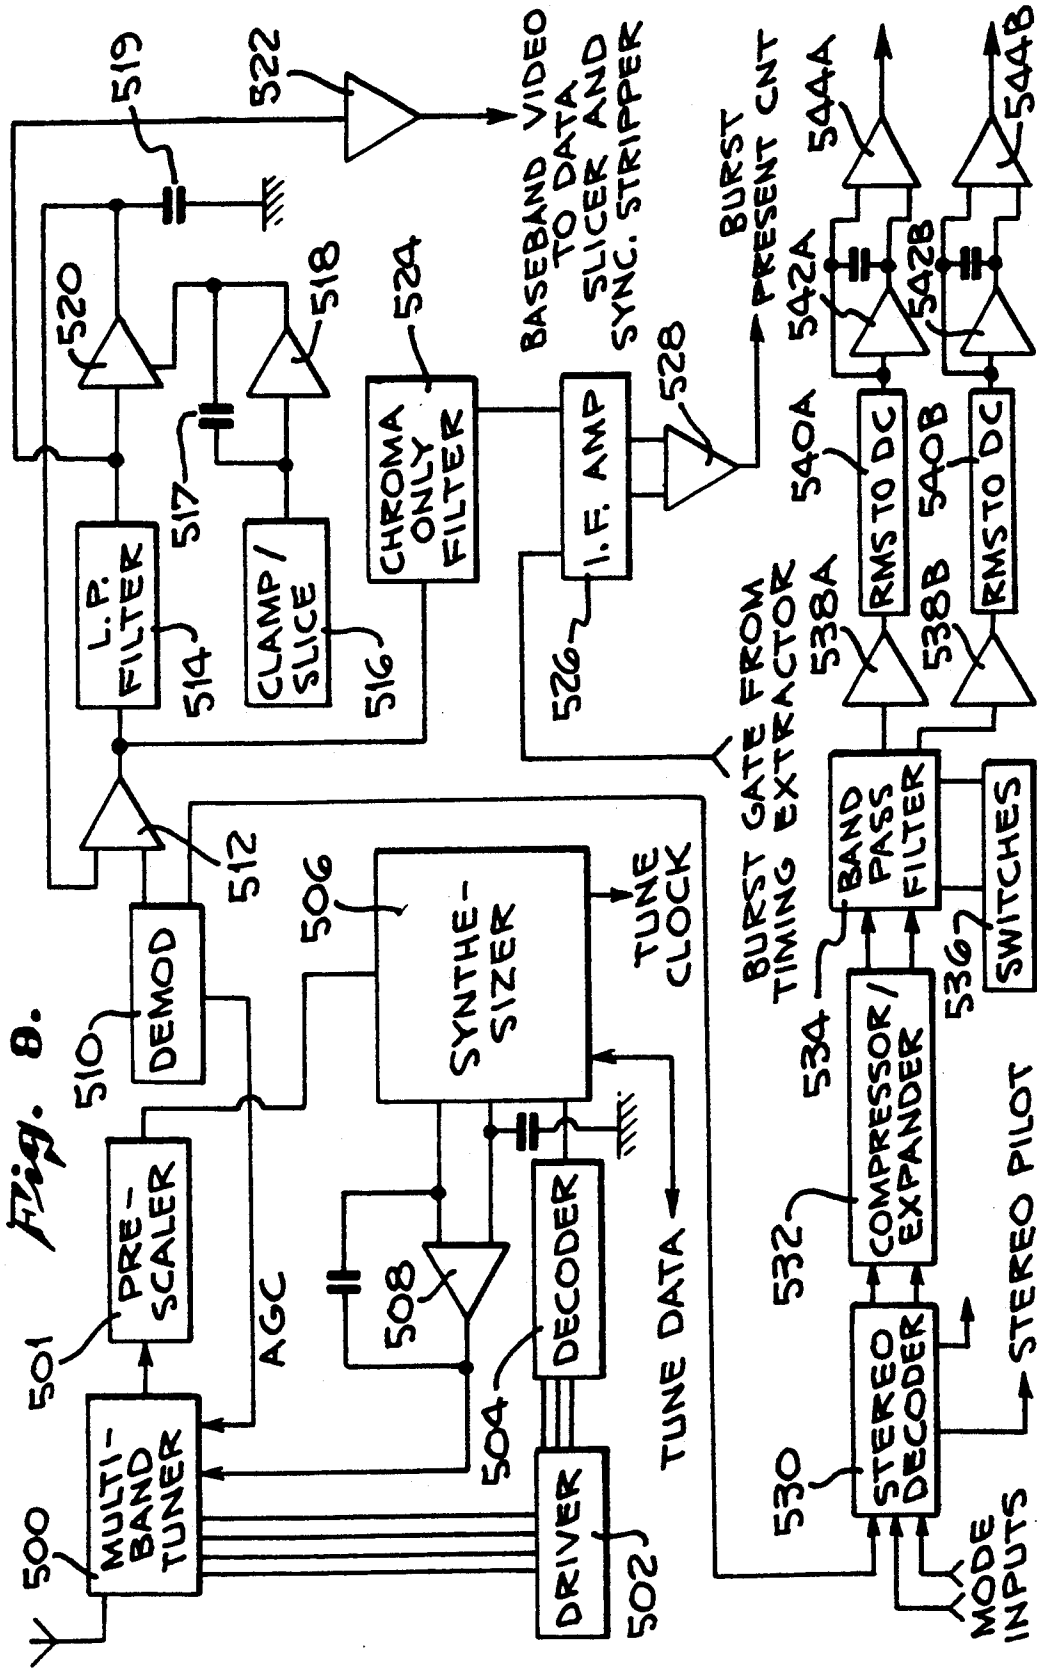 Fig. 8.
500
MULTI-
BAND
TUNER
501
PRE-
SCALER
510
DEMOD
AGC
512
L.P.
FILTER
514
CLAMP/
SLICE
516
517
518
519
520
522
BASEBAND VIDEO
TO DATA
SLICER AND
SYNC. STRIPPER
506
SYNTHE-
SIZER
TUNE
CLOCK
508
504
DECODER
DRIVER
502
TUNE DATA
CHROMA
ONLY
FILTER
524
I.F. AMP
526
528
BURST
PRESENT CNT
BURST GATE FROM
TIMING EXTRACTOR
MODE
INPUTS
530
STEREO
DECODER
STEREO PILOT
532
COMPRESSOR/
EXPANDER
534
BAND
PASS
FILTER
536
SWITCHES
538A
538B
540A
RMS TO DC
540B
RMS TO DC
542A
542B
544A
544B